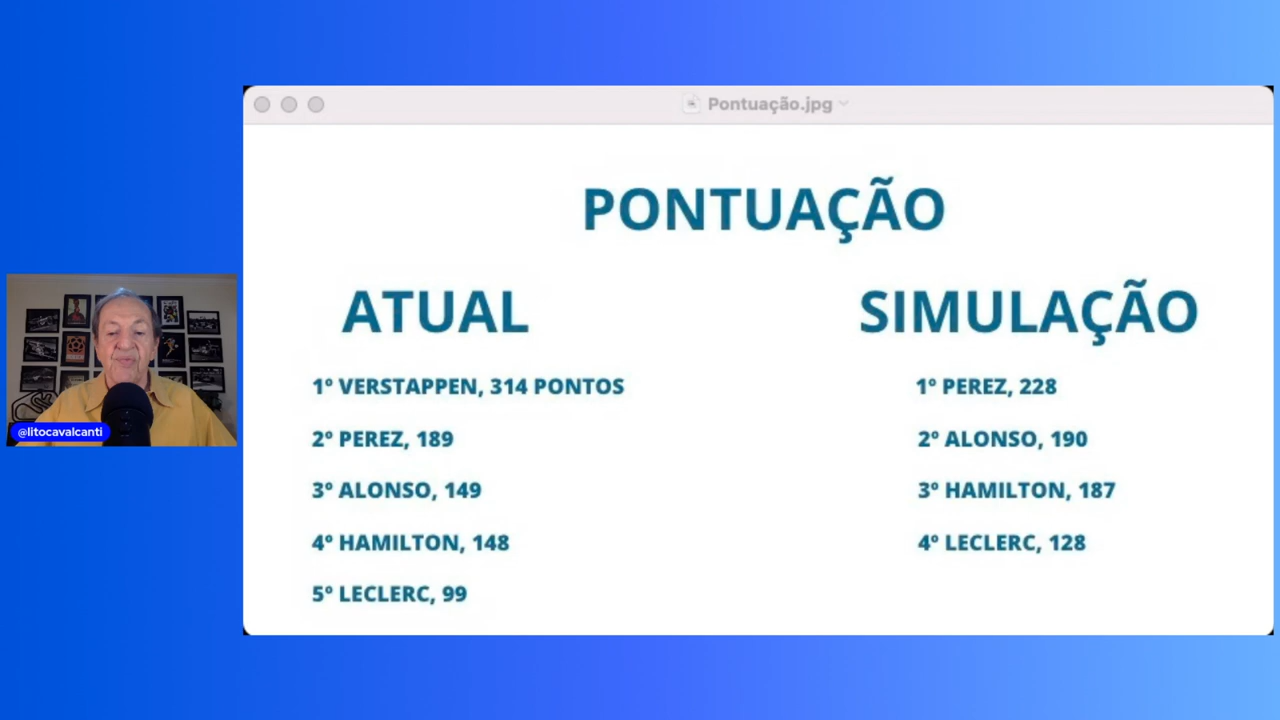 Pontuação.jpg
PONTUAÇÃO
ATUAL
1º VERSTAPPEN, 314 PONTOS
2º PEREZ, 189
3º ALONSO, 149
4º HAMILTON, 148
5º LECLERC, 99
SIMULAÇÃO
1º PEREZ, 228
2º ALONSO, 190
3º HAMILTON, 187
4º LECLERC, 128
@litocavalcanti